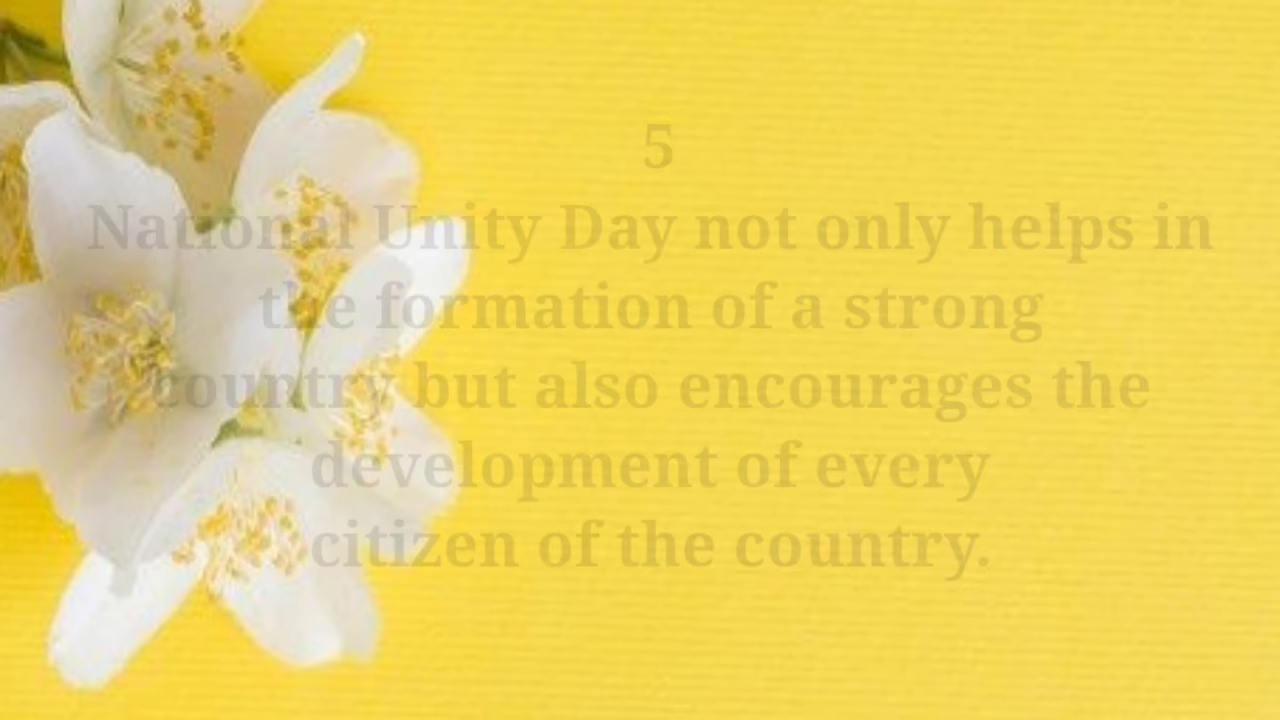 5
National Unity Day not only helps in
the formation of a strong
country but also encourages the
development of every
citizen of the country.